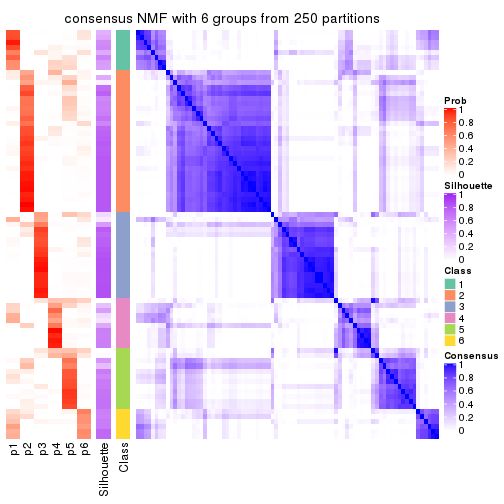 consensus NMF with 6 groups from 250 partitions
Prob
1
0.8
0.6
0.4
0.2
0
Silhouette
1
0.8
0.6
0.4
0.2
0
Class
1
2
3
4
5
6
Consensus
1
0.8
0.6
0.4
0.2
0
p1
p2
p3
p4
p5
p6
Silhouette
Class